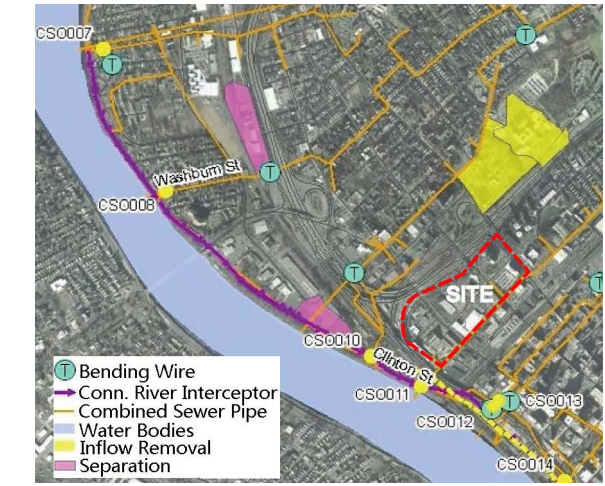 CSO007
T
T
Washburn St
T
CSO008
T
T
SITE
CSO010
Clinton St
CSO011
T
CSO013
CSO012
CSO014
T Bending Wire
Conn. River Interceptor
Combined Sewer Pipe
Water Bodies
Inflow Removal
Separation